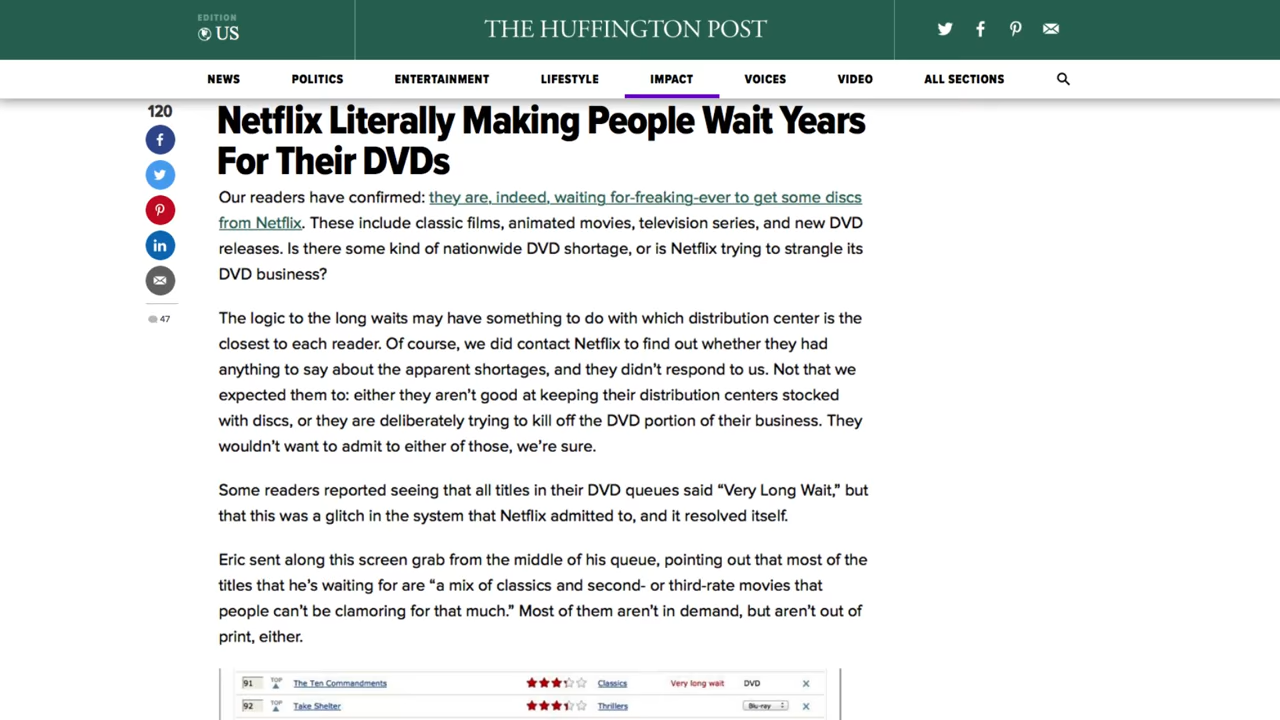 EDITION
US
THE HUFFINGTON POST
NEWS POLITICS ENTERTAINMENT LIFESTYLE IMPACT VOICES VIDEO ALL SECTIONS
120
Netflix Literally Making People Wait Years
For Their DVDs
Our readers have confirmed: they are, indeed, waiting for-freaking-ever to get some discs
from Netflix. These include classic films, animated movies, television series, and new DVD
releases. Is there some kind of nationwide DVD shortage, or is Netflix trying to strangle its
DVD business?
47
The logic to the long waits may have something to do with which distribution center is the
closest to each reader. Of course, we did contact Netflix to find out whether they had
anything to say about the apparent shortages, and they didn't respond to us. Not that we
expected them to: either they aren't good at keeping their distribution centers stocked
with discs, or they are deliberately trying to kill off the DVD portion of their business. They
wouldn't want to admit to either of those, we're sure.
Some readers reported seeing that all titles in their DVD queues said “Very Long Wait,” but
that this was a glitch in the system that Netflix admitted to, and it resolved itself.
Eric sent along this screen grab from the middle of his queue, pointing out that most of the
titles that he's waiting for are “a mix of classics and second- or third-rate movies that
people can't be clamoring for that much.” Most of them aren't in demand, but aren't out of
print, either.
91 TOP The Ten Commandments Classics Very long wait DVD X
92 TOP Take Shelter Thrillers Blu-ray X